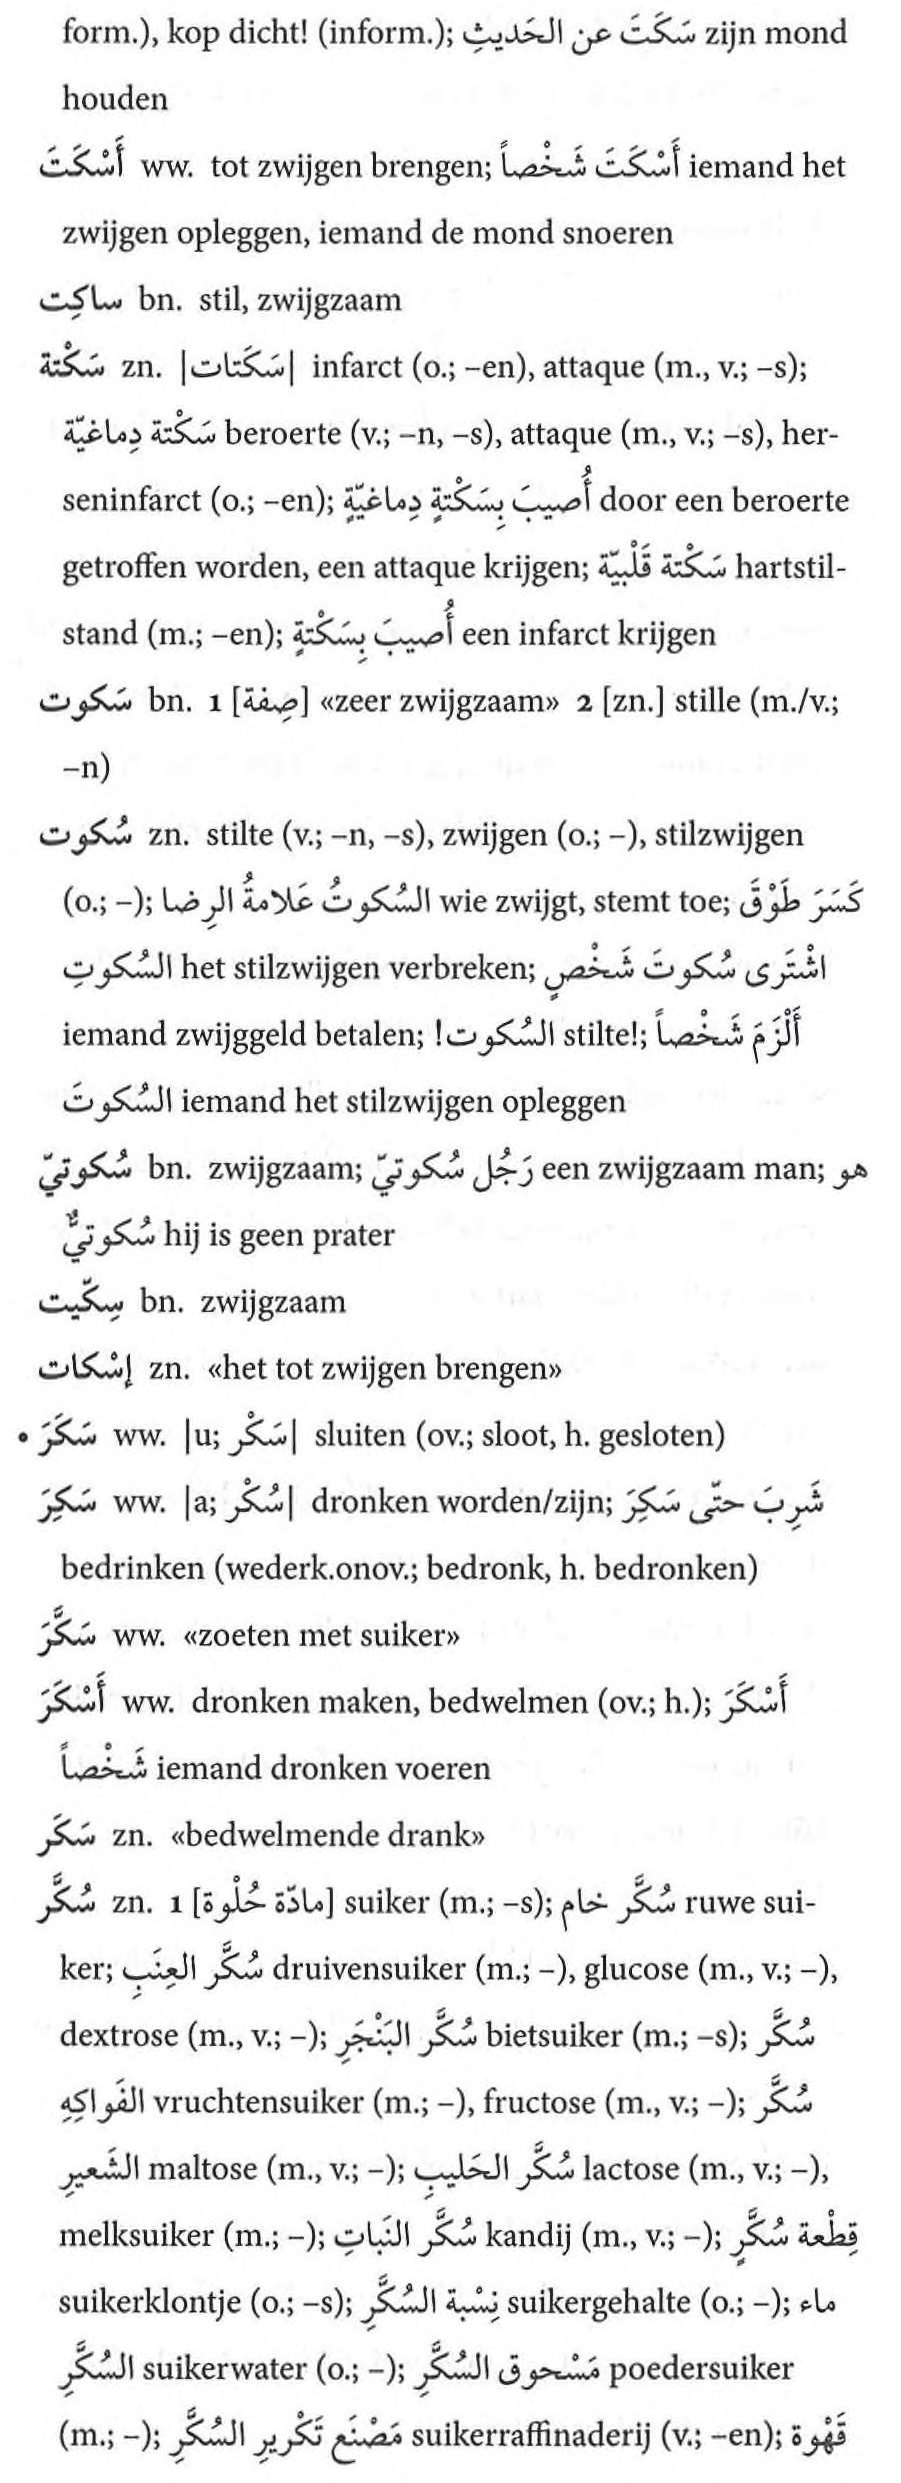 form.), kop dicht! (inform.); سَكَتَ عن الحَديثِ zijn mond
houden
أَسْكَتَ ww. tot zwijgen brengen; أَسْكَتَ شَخْصاً iemand het
zwijgen opleggen, iemand de mond snoeren
ساكِت bn. stil, zwijgzaam
سَكْتة zn. |سَكَتات| infarct (o.; –en), attaque (m., v.; –s);
سَكْتة دِماغيّة beroerte (v.; –n, –s), attaque (m., v.; –s), her-
seninfarct (o.; –en); أُصيبَ بِسَكْتةٍ دِماغيّةٍ door een beroerte
getroffen worden, een attaque krijgen; سَكْتة قَلْبيّة hartstil-
stand (m.; –en); أُصيبَ بِسَكْتةٍ een infarct krijgen
سَكوت bn. 1 [صِفة] «zeer zwijgzaam» 2 [zn.] stille (m./v.;
–n)
سُكوت zn. stilte (v.; –n, –s), zwijgen (o.; –), stilzwijgen
(o.; –); السُكوتُ عَلامةُ الرِضا wie zwijgt, stemt toe; كَسَرَ طَوْقَ
السُكوتِ het stilzwijgen verbreken; اشْتَرى سُكوتَ شَخْصٍ
iemand zwijggeld betalen; السُكوت! stilte!; أَلْزَمَ شَخْصاً
السُكوتَ iemand het stilzwijgen opleggen
سُكوتيّ bn. zwijgzaam; رَجُل سُكوتيّ een zwijgzaam man; هو
سُكوتيٌّ hij is geen prater
سِكّيت bn. zwijgzaam
إسْكات zn. «het tot zwijgen brengen»
• سَكَرَ ww. |u; سَكْر| sluiten (ov.; sloot, h. gesloten)
سَكِرَ ww. |a; سُكْر| dronken worden/zijn; شَرِبَ حتّى سَكِرَ
bedrinken (wederk.onov.; bedronk, h. bedronken)
سَكَّرَ ww. «zoeten met suiker»
أَسْكَرَ ww. dronken maken, bedwelmen (ov.; h.); أَسْكَرَ
شَخْصاً iemand dronken voeren
سَكَر zn. «bedwelmende drank»
سُكَّر zn. 1 [مادّة حُلْوة] suiker (m.; –s); سُكَّر خام ruwe sui-
ker; سُكَّر العِنَبِ druivensuiker (m.; –), glucose (m., v.; –),
dextrose (m., v.; –); سُكَّر البَنْجَرِ bietsuiker (m.; –s); سُكَّر
الفَواكِهِ vruchtensuiker (m.; –), fructose (m., v.; –); سُكَّر
الشَعيرِ maltose (m., v.; –); سُكَّر الحَليبِ lactose (m., v.; –),
melksuiker (m.; –); سُكَّر النَباتِ kandij (m., v.; –); قِطْعة سُكَّرٍ
suikerklontje (o.; –s); نِسْبة السُكَّرِ suikergehalte (o.; –); ماء
السُكَّرِ suikerwater (o.; –); مَسْحوق السُكَّرِ poedersuiker
(m.; –); مَصْنَع تَكْريرِ السُكَّرِ suikerraffinaderij (v.; –en); قَهْوة